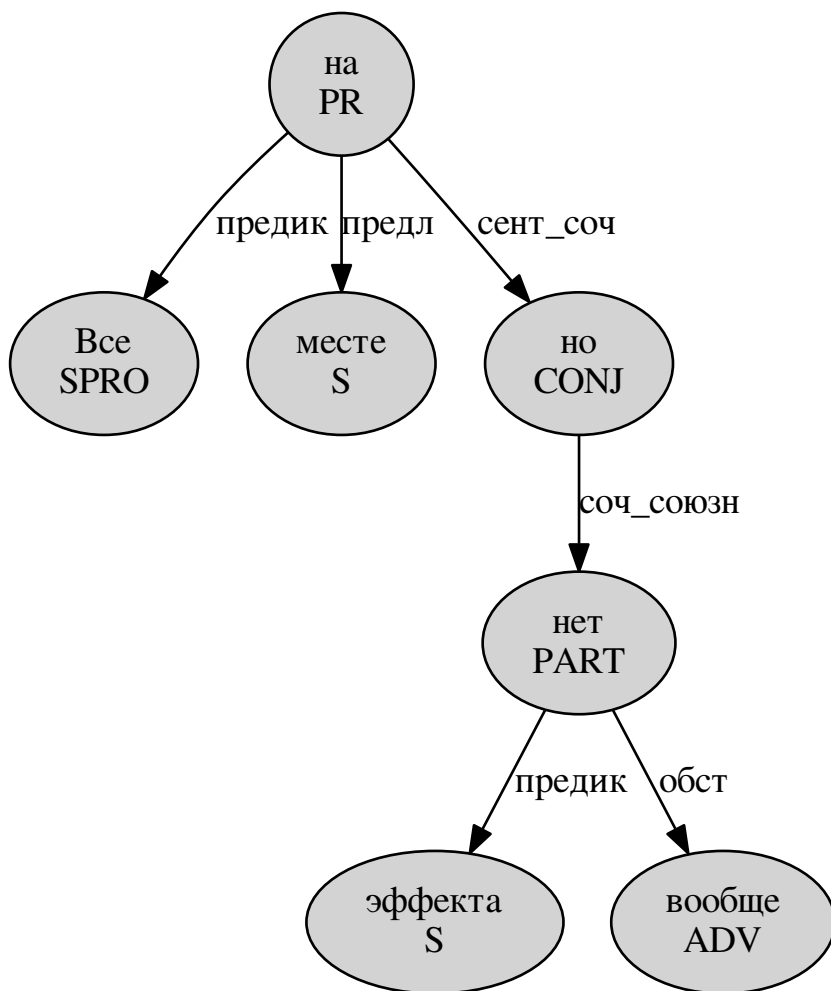 на
PR
предик
предл
сент_соч
Все
SPRO
месте
S
но
CONJ
соч_союзн
нет
PART
предик
обст
эффекта
S
вообще
ADV